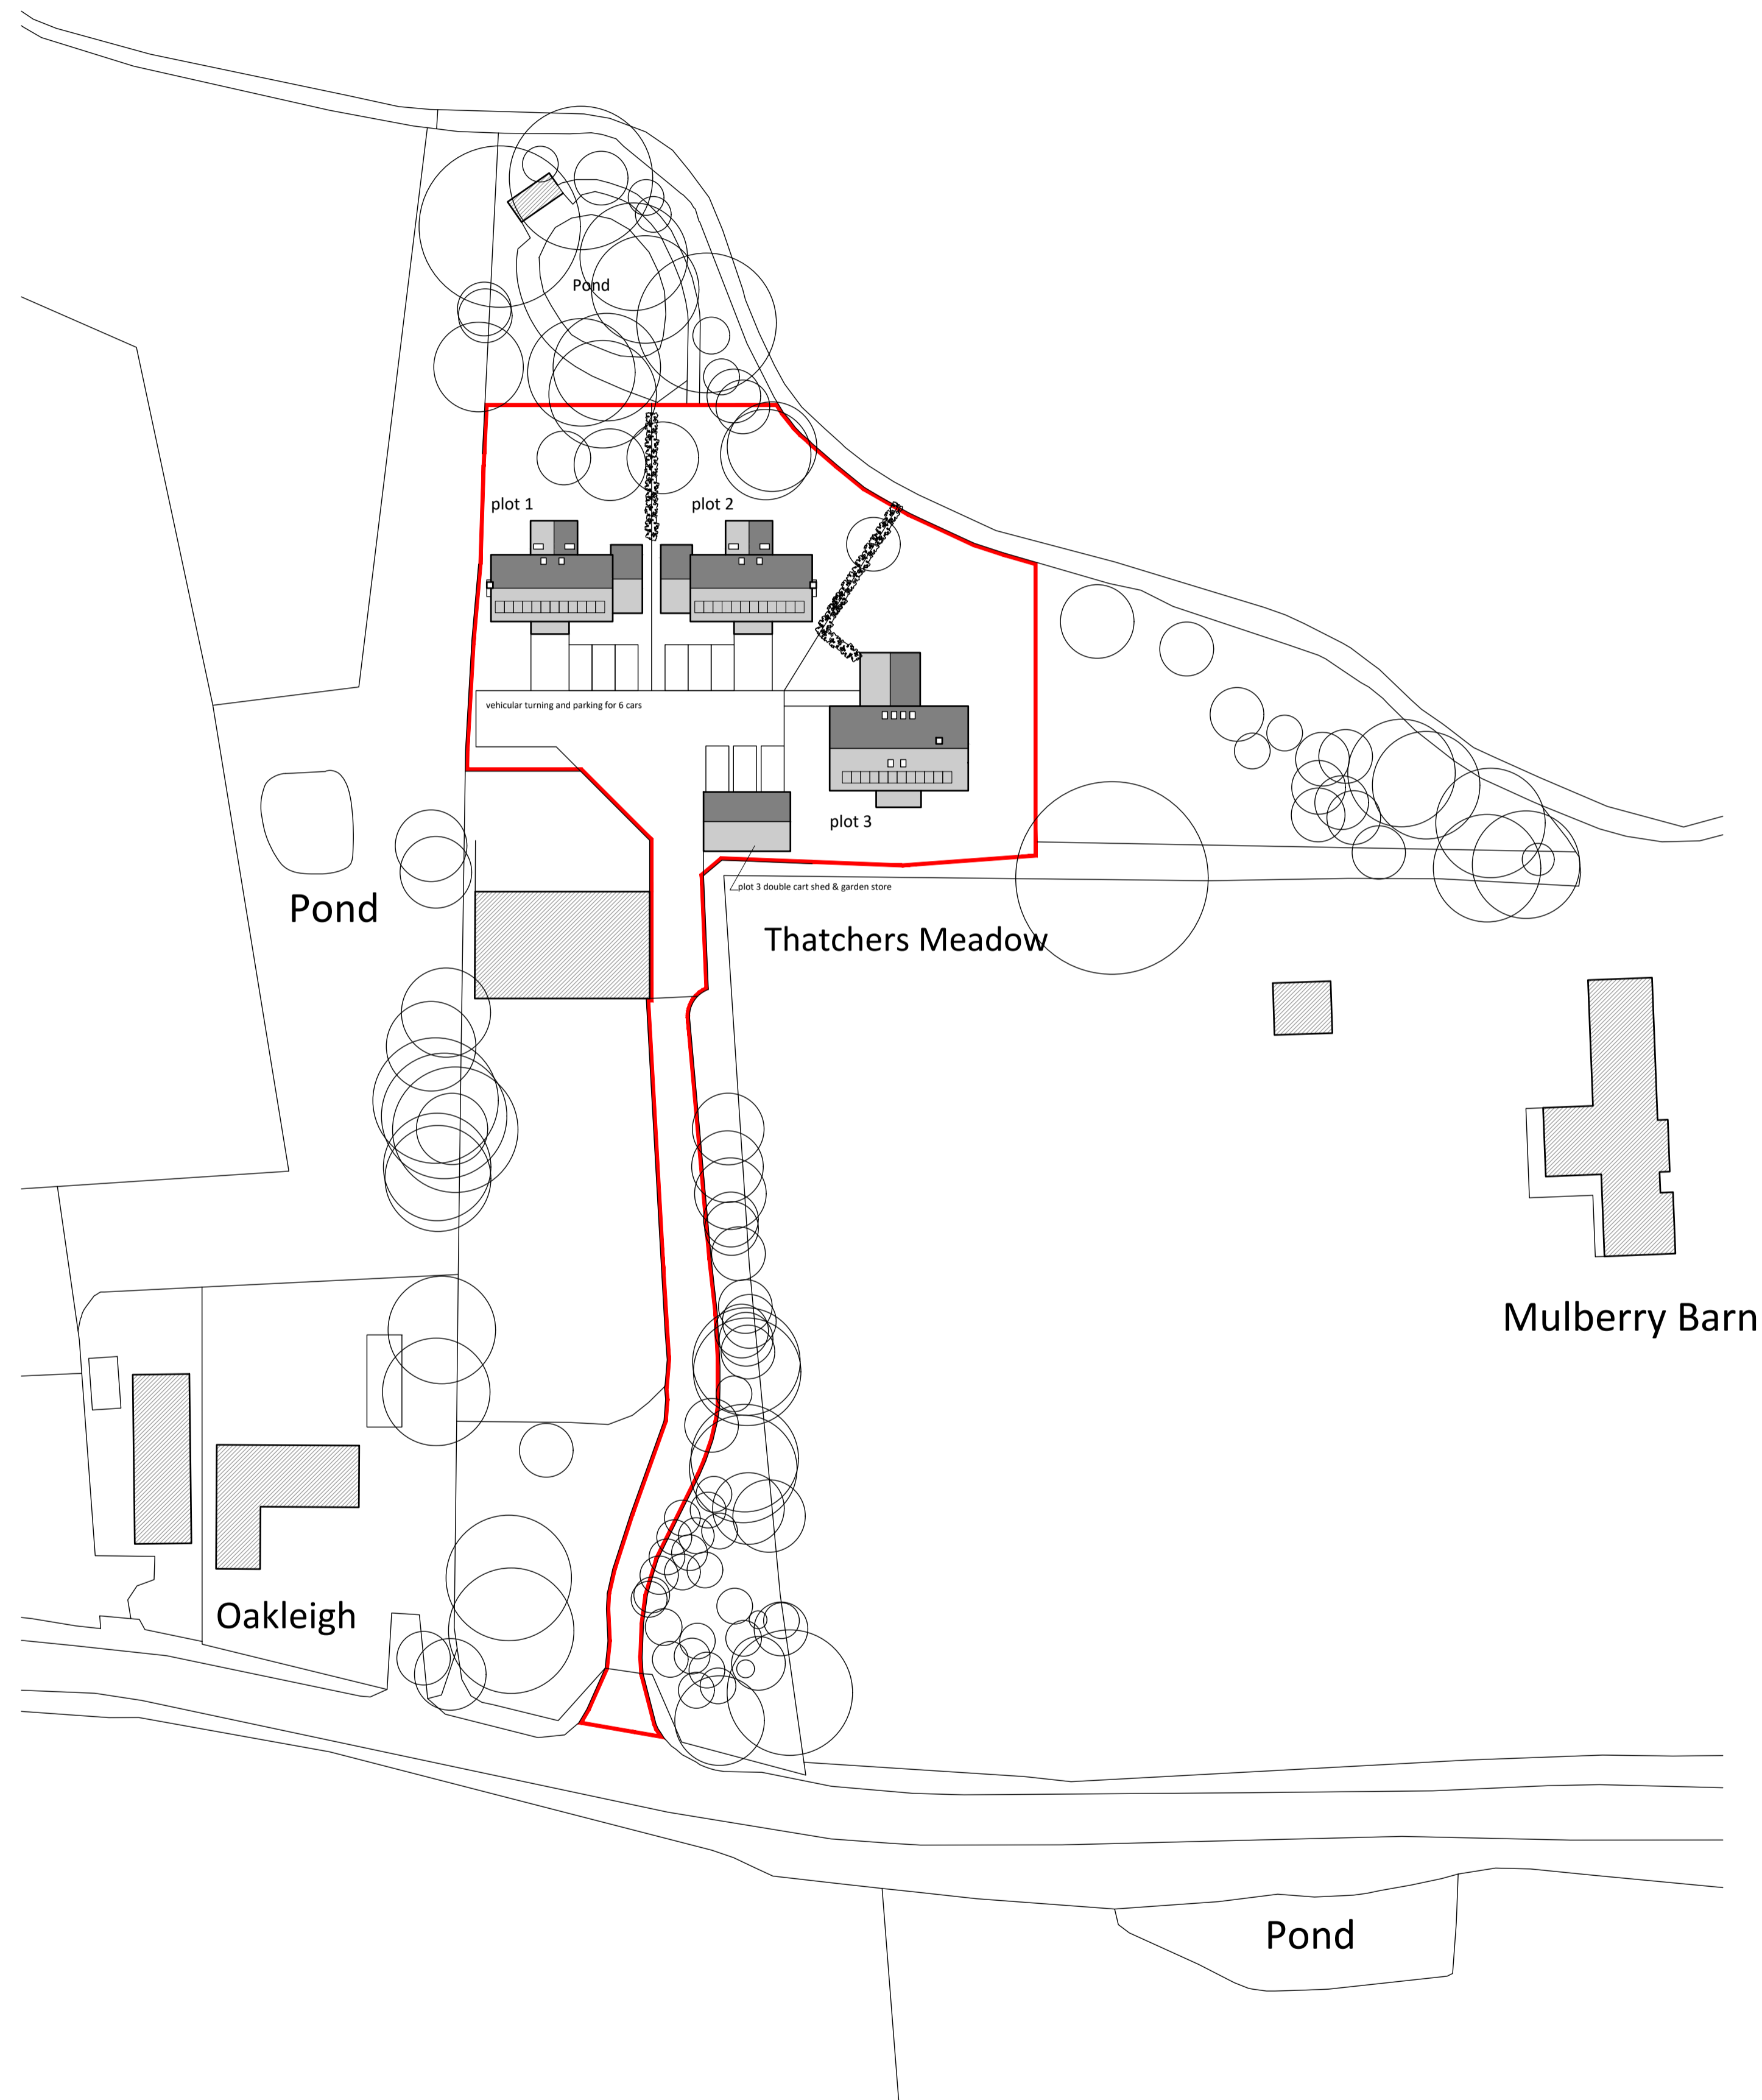 Pond
plot 1
plot 2
vehicular turning and parking for 6 cars
plot 3
plot 3 double cart shed & garden store
Pond
Thatchers Meadow
Mulberry Barn
Oakleigh
Pond